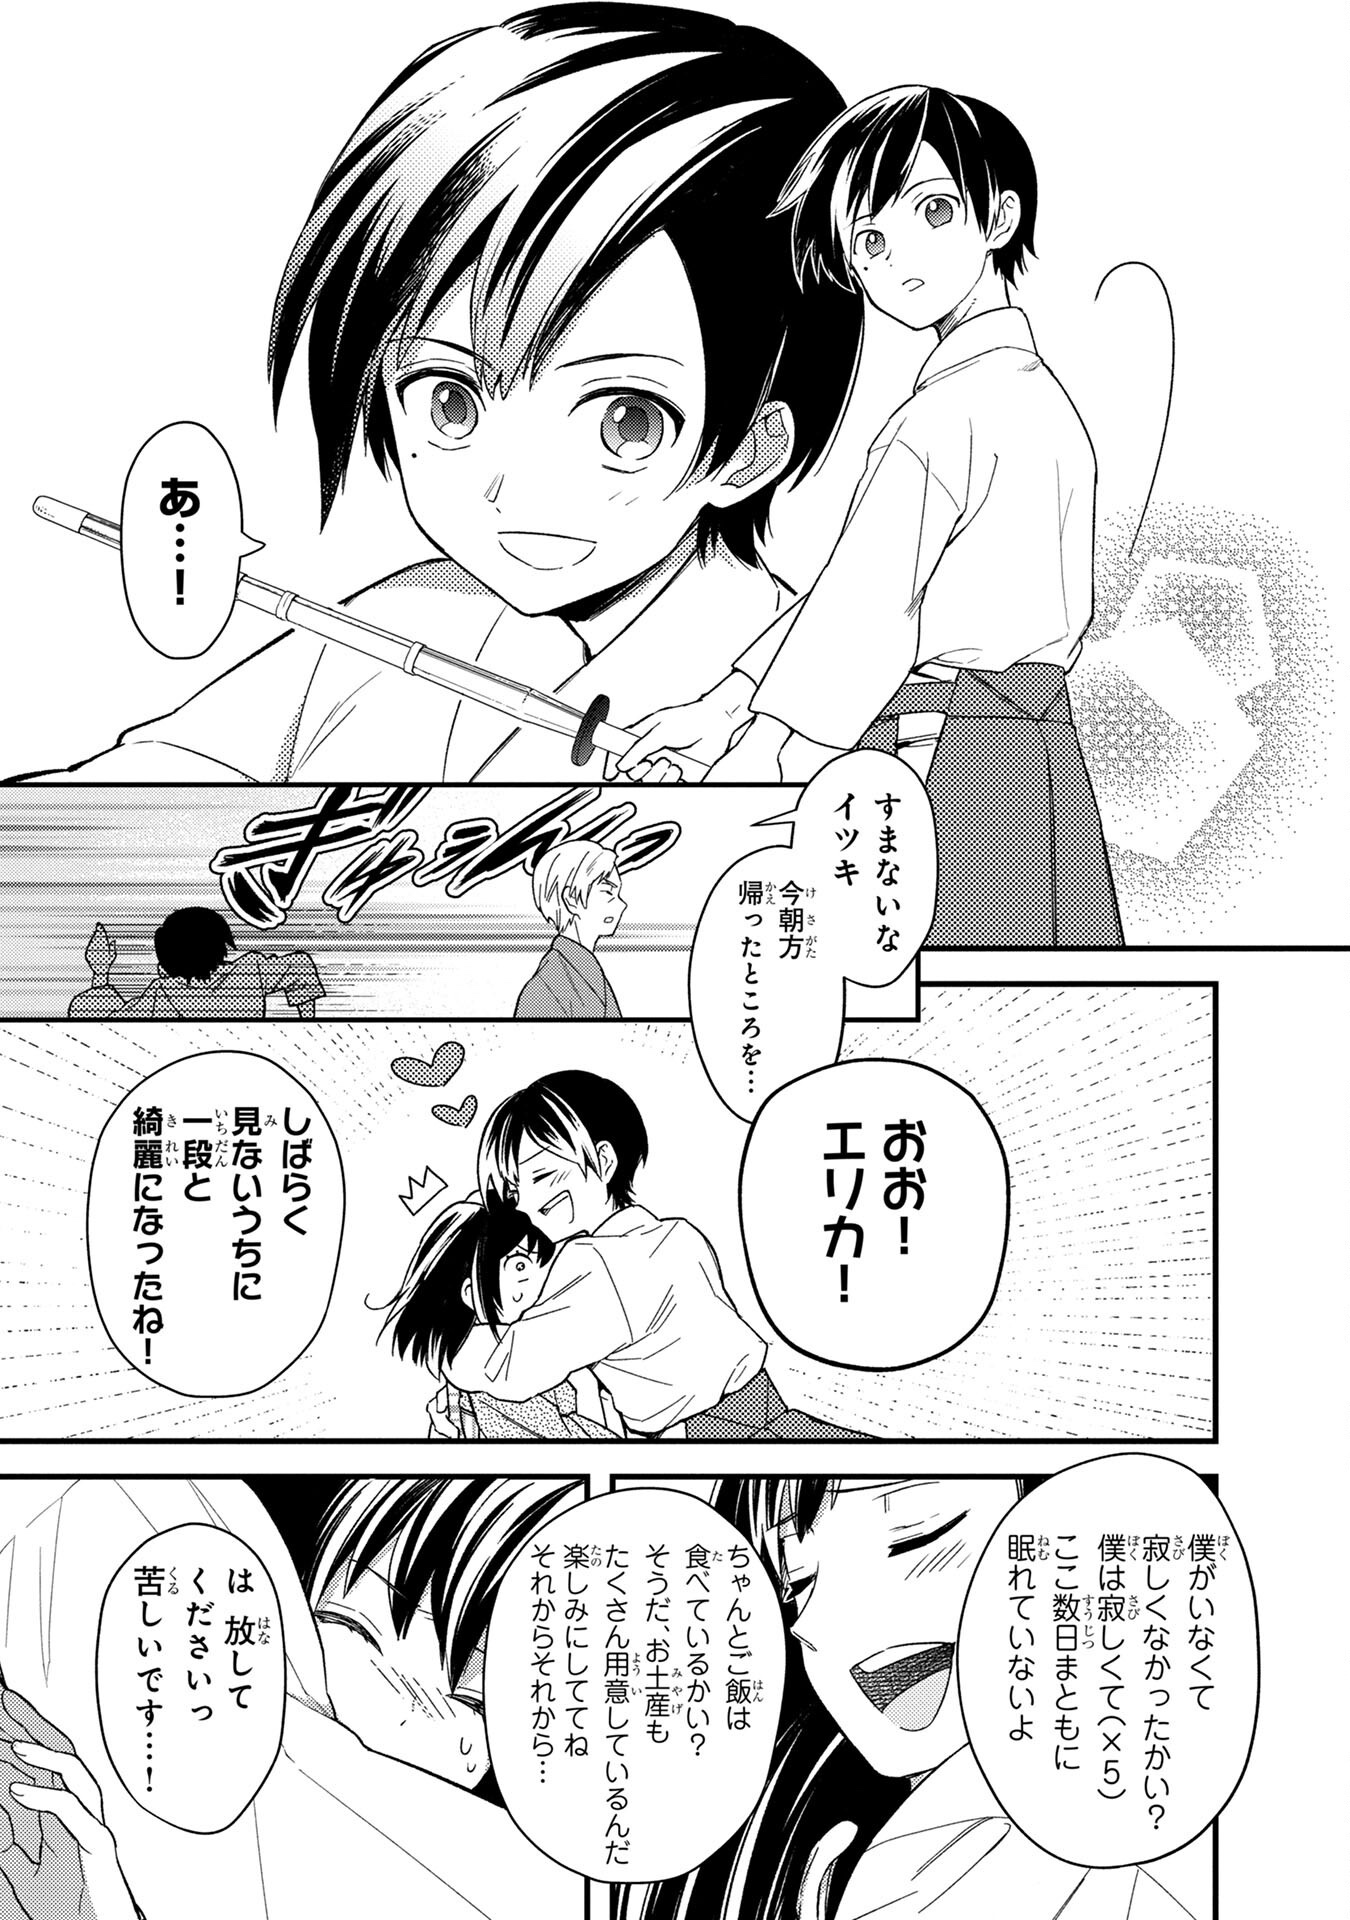 あ…！
すまないな
イツキ
今朝方
帰ったところを…
ギュンッ
おお！
エリカ！
しばらく
見ないうちに
一段と
綺麗になったね！
僕がいなくて
寂しくなかったかい？
僕は寂しくて（×5）
ここ数日まともに
眠れていないよ
ちゃんとご飯は
食べているかい？
そうだ、お土産も
たくさん用意しているんだ
楽しみにしててね
それからそれから…
は 放して
くださいっ
苦しいです…！